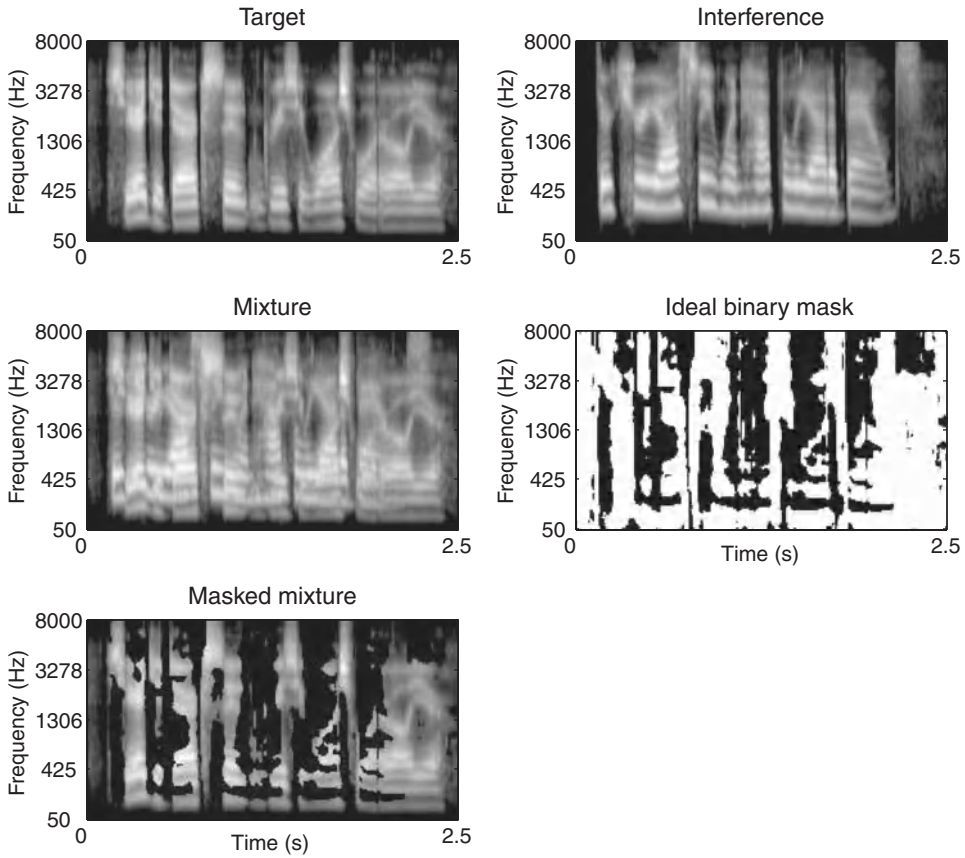 Target
Frequency (Hz)
8000
3278
1306
425
50
0
2.5
Interference
Frequency (Hz)
8000
3278
1306
425
50
0
2.5
Mixture
Frequency (Hz)
8000
3278
1306
425
50
0
2.5
Ideal binary mask
Frequency (Hz)
8000
3278
1306
425
50
0
Time (s)
2.5
Masked mixture
Frequency (Hz)
8000
3278
1306
425
50
0
Time (s)
2.5